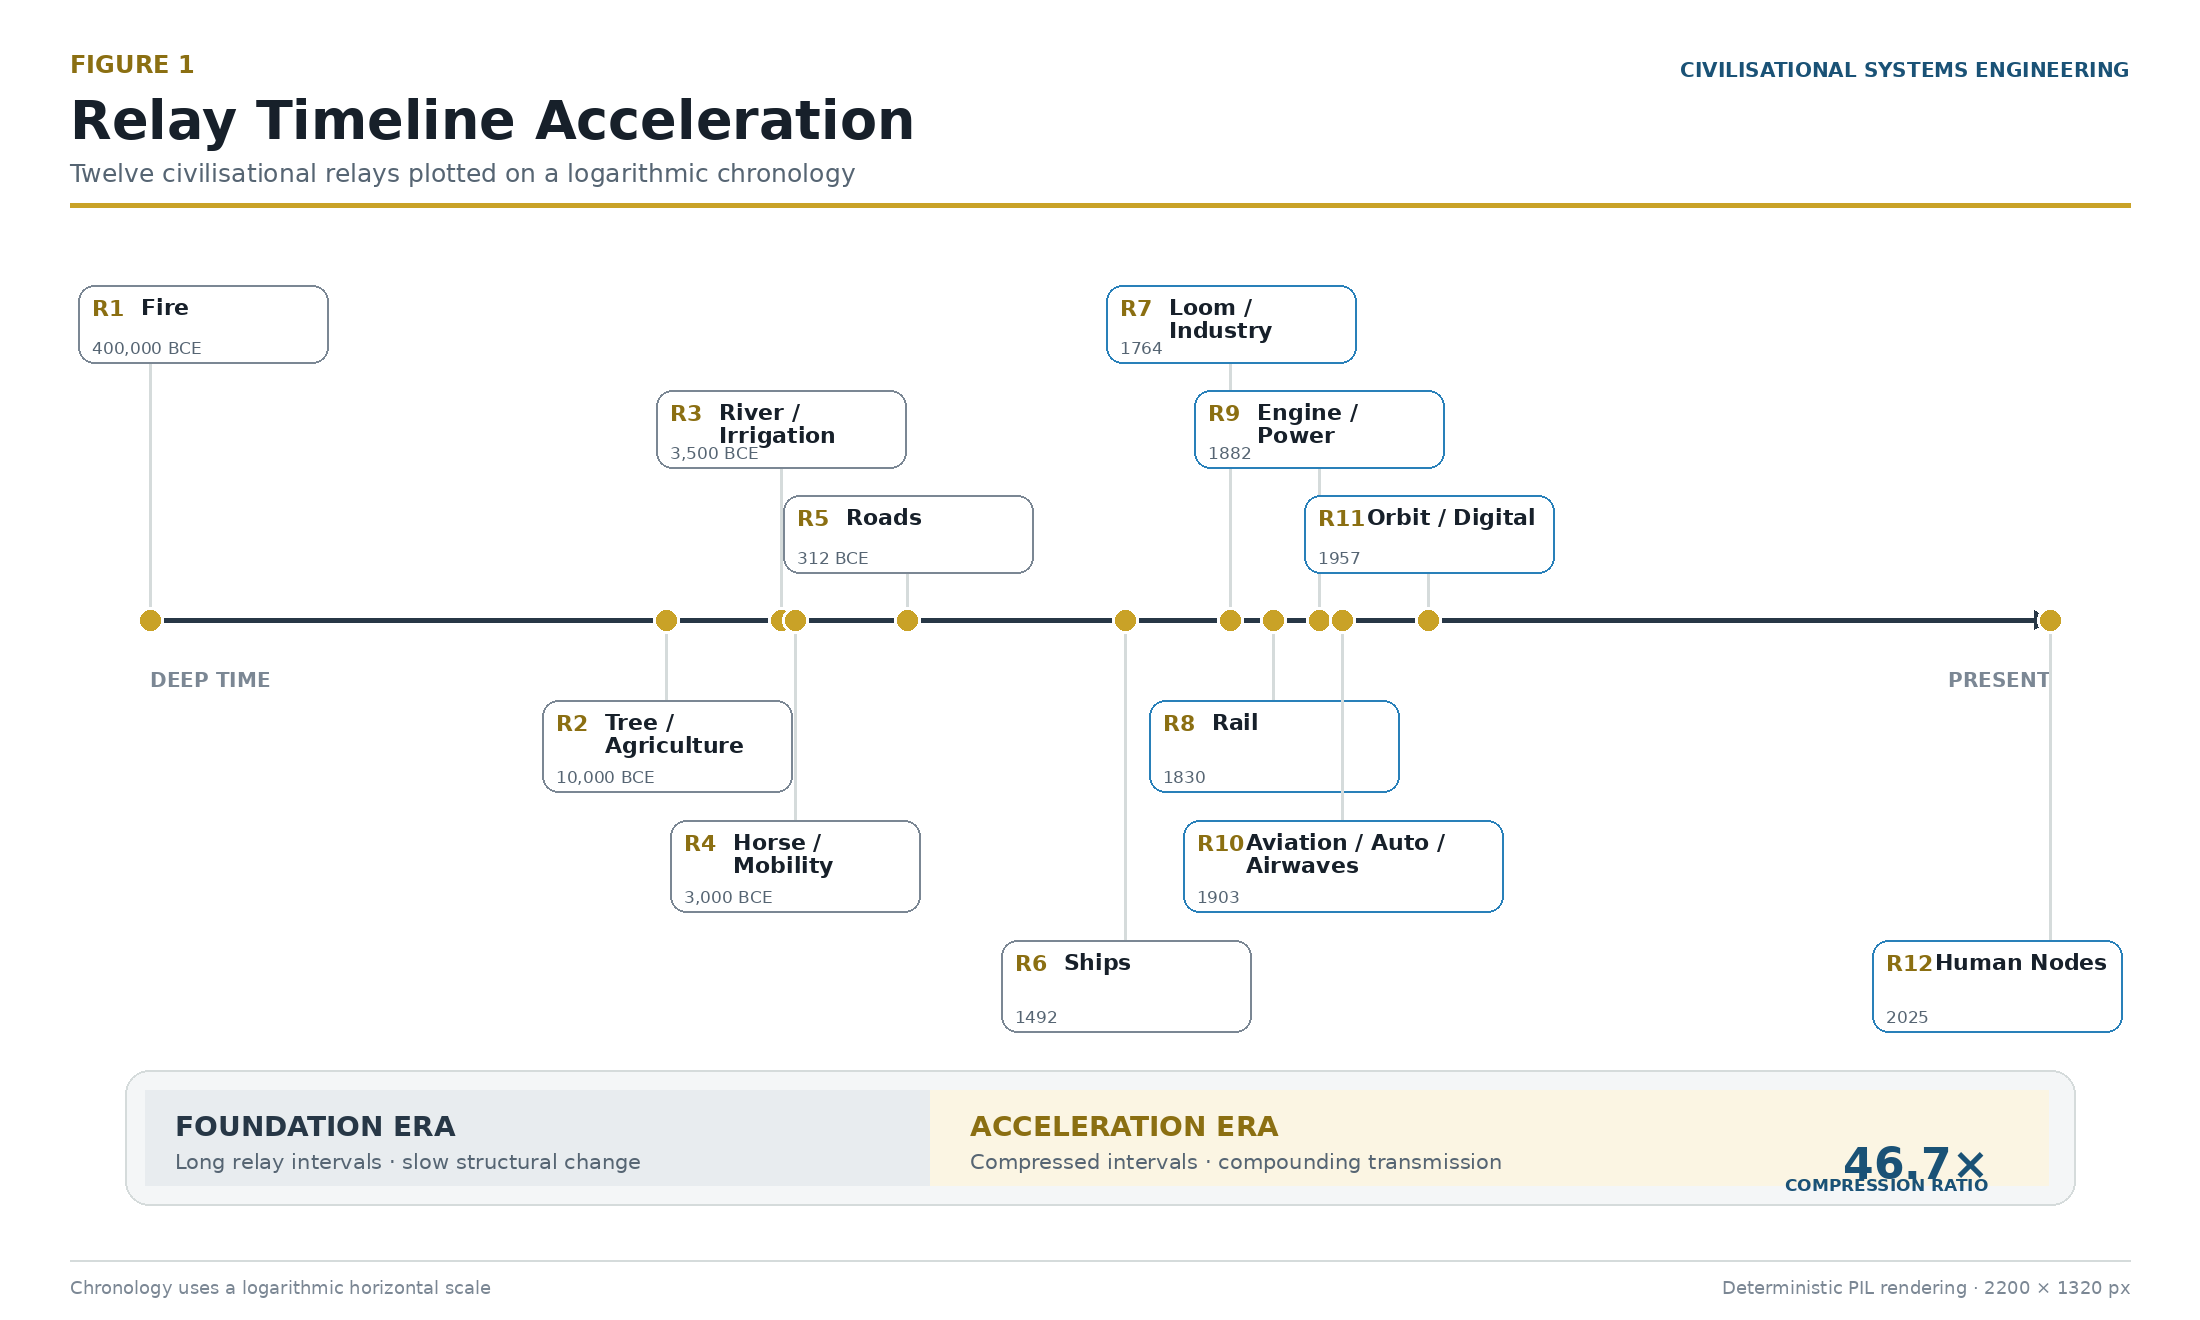 FIGURE 1
CIVILISATIONAL SYSTEMS ENGINEERING
Relay Timeline Acceleration
Twelve civilisational relays plotted on a logarithmic chronology
R1 Fire
400,000 BCE
R7 Loom /
Industry
1764
R3 River /
Irrigation
3,500 BCE
R9 Engine /
Power
1882
R5 Roads
312 BCE
R11 Orbit / Digital
1957
DEEP TIME
PRESENT
R2 Tree /
Agriculture
10,000 BCE
R8 Rail
1830
R4 Horse /
Mobility
3,000 BCE
R10 Aviation / Auto /
Airwaves
1903
R6 Ships
1492
R12 Human Nodes
2025
FOUNDATION ERA
Long relay intervals · slow structural change
ACCELERATION ERA
Compressed intervals · compounding transmission
46.7×
COMPRESSION RATIO
Chronology uses a logarithmic horizontal scale
Deterministic PIL rendering · 2200 × 1320 px